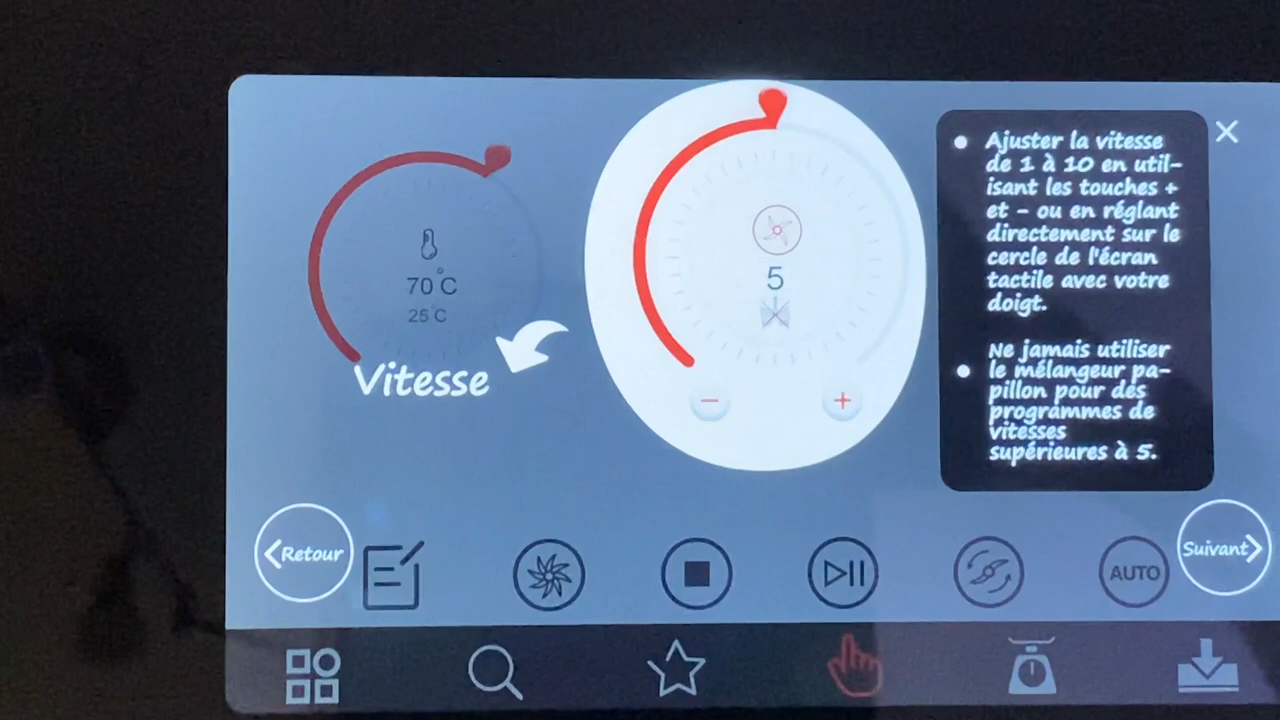 70°C
25°C
Vitesse
5
−
+
Ajuster la vitesse
de 1 à 10 en util-
isant les touches +
et - ou en réglant
directement sur le
cercle de l'écran
tactile avec votre
doigt.
Ne jamais utiliser
le mélangeur pa-
pillon pour des
programmes de
vitesses
supérieures à 5.
Retour
AUTO
Suivant